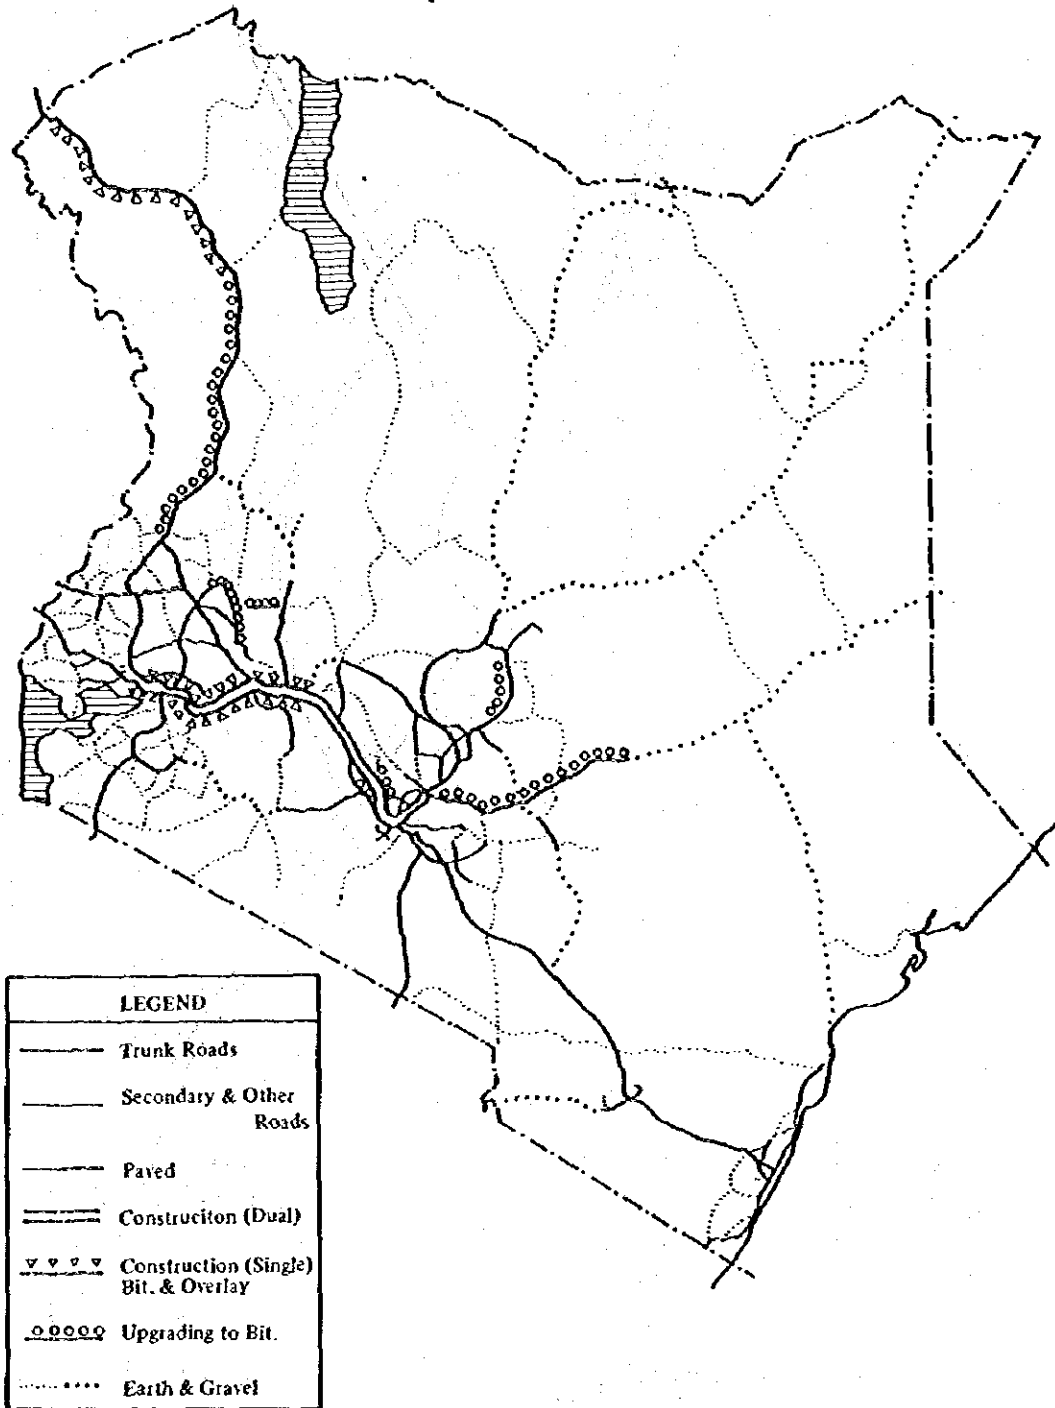 LEGEND
Trunk Roads
Secondary & Other
Roads
Paved
Construciton (Dual)
Construction (Single)
Bit. & Overlay
Upgrading to Bit.
Earth & Gravel